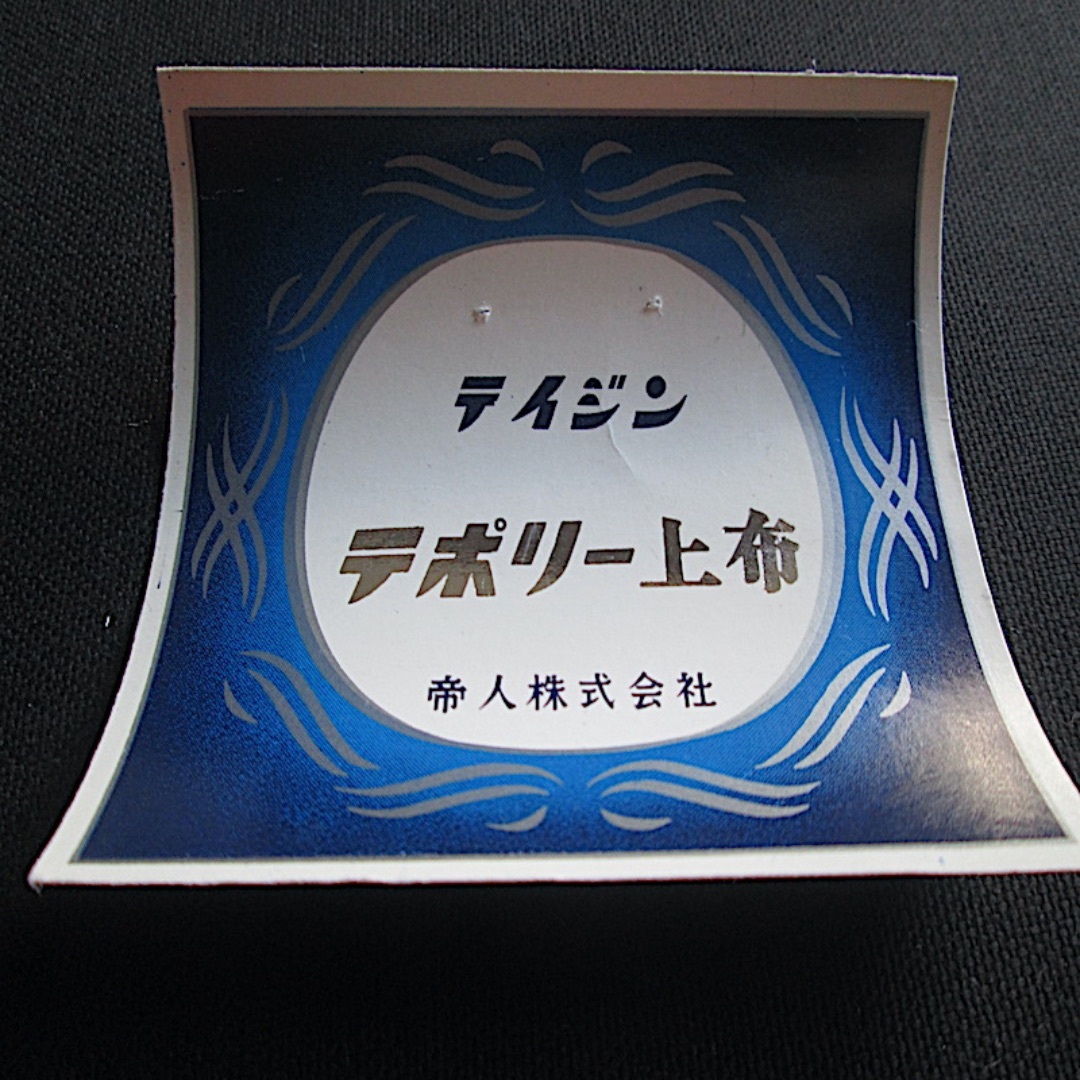 テイジン
テポリー上布
帝人株式会社